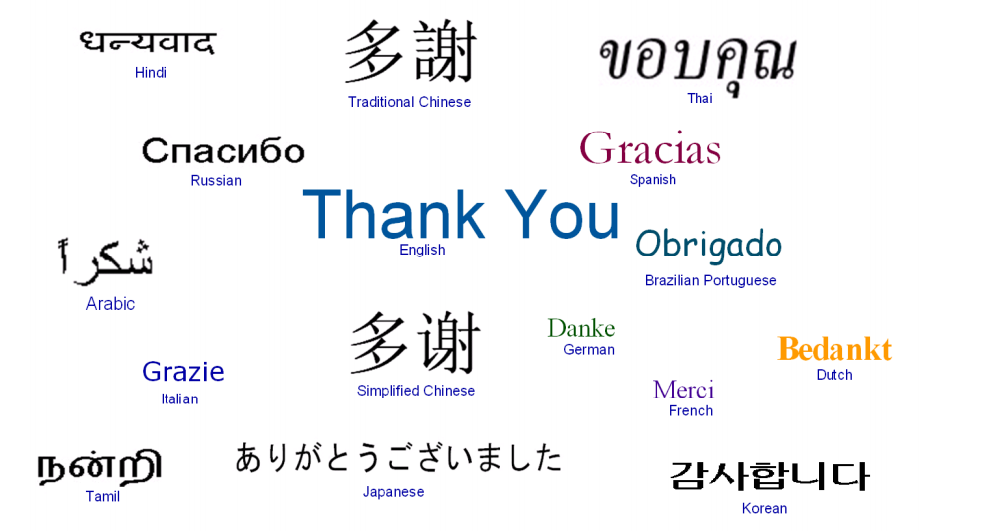 धन्यवाद
Hindi
多謝
Traditional Chinese
ขอบคุณ
Thai
Спасибо
Russian
Gracias
Spanish
Thank You
English
Obrigado
Brazilian Portuguese
شكراً
Arabic
多谢
Simplified Chinese
Danke
German
Bedankt
Dutch
Grazie
Italian
Merci
French
நன்றி
Tamil
ありがとうございました
Japanese
감사합니다
Korean